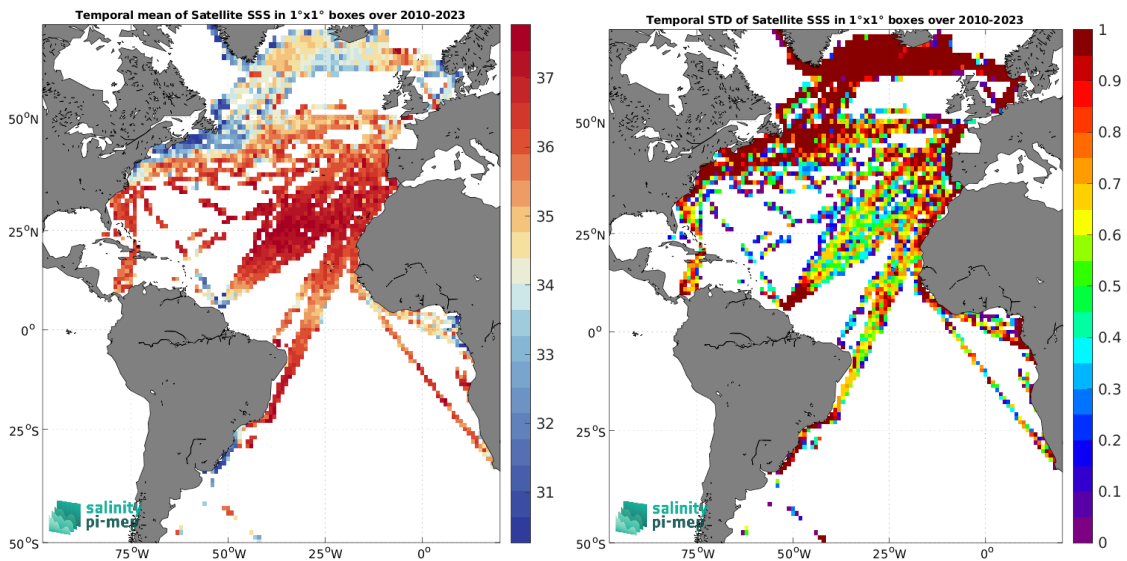 Temporal mean of Satellite SSS in 1°x1° boxes over 2010-2023
50°N
25°N
0°
25°S
50°S
75°W
50°W
25°W
0°
37
36
35
34
33
32
31
salinity
pi-mep
Temporal STD of Satellite SSS in 1°x1° boxes over 2010-2023
50°N
25°N
0°
25°S
50°S
75°W
50°W
25°W
0°
1
0.9
0.8
0.7
0.6
0.5
0.4
0.3
0.2
0.1
0
salinity
pi-mep